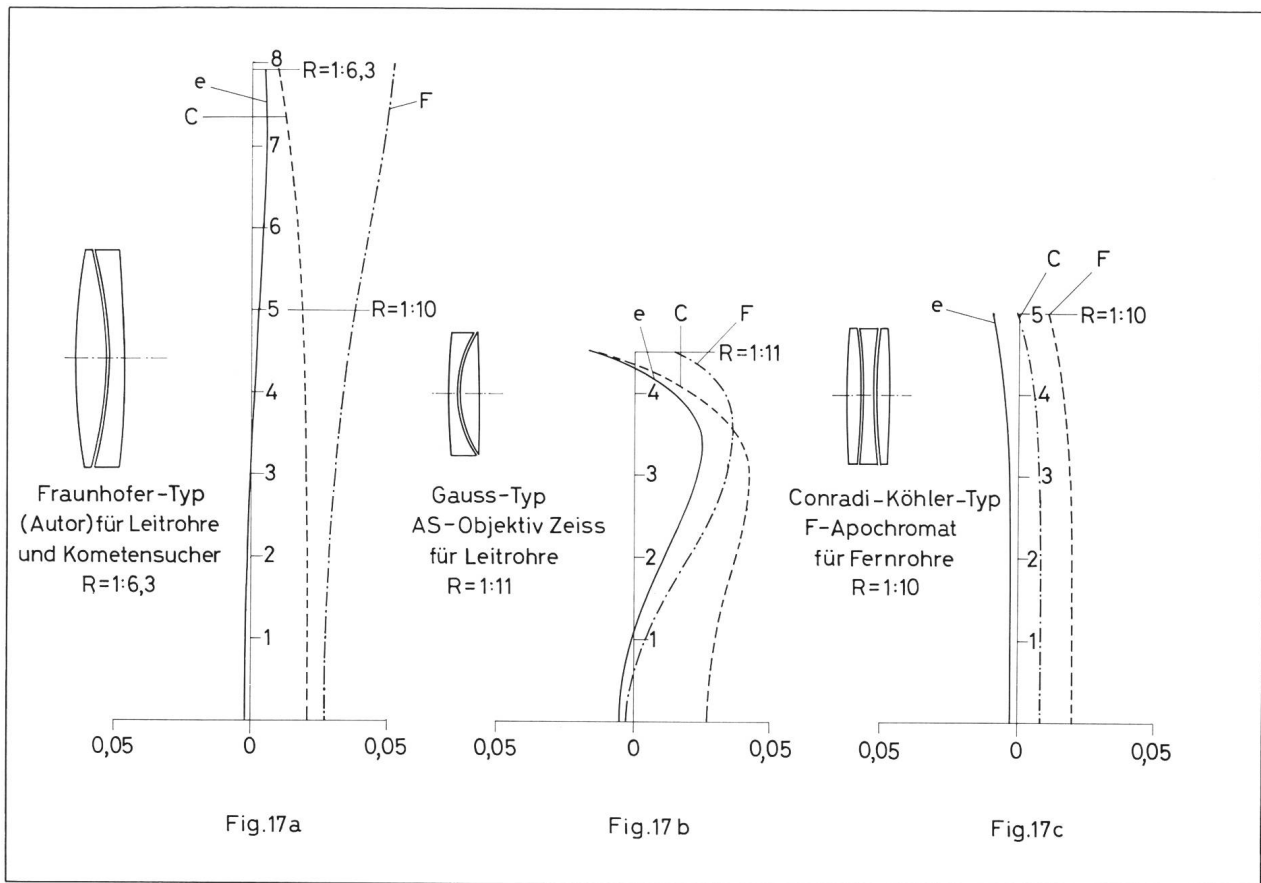 8
R=1:6,3
e
C
F
7
6
5
R=1:10
4
3
2
1
0,05
0
0,05
Fraunhofer-Typ
(Autor) für Leitrohre
und Kometensucher
R=1:6,3
Fig.17a
e
C
F
R=1:11
4
3
2
1
0,05
0
0,05
Gauss-Typ
AS-Objektiv Zeiss
für Leitrohre
R=1:11
Fig.17b
C
F
e
5
R=1:10
4
3
2
1
0,05
0
0,05
Conradi-Köhler-Typ
F-Apochromat
für Fernrohre
R=1:10
Fig.17c